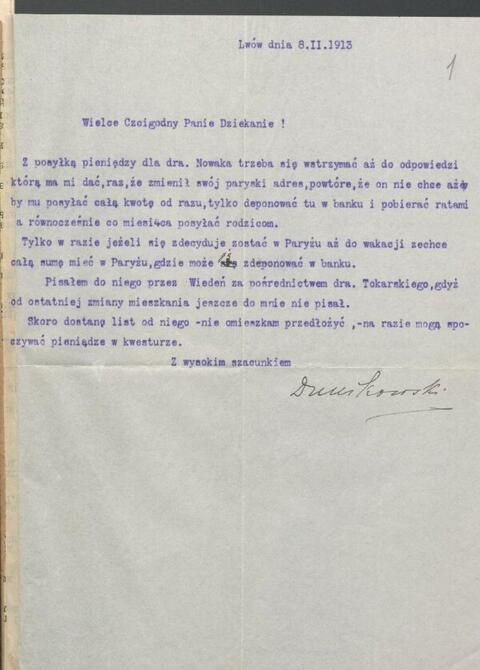 Lwów dnia 8.II.1913
1
Wielce Czcigodny Panie Dziekanie !
Z posyłką pieniędzy dla dra. Nowaka trzeba się wstrzymać aż do odpowiedzi
którą ma mi dać,raz,że zmienił swój paryski adres,powtóre,że on nie chce ażę
by mu posyłać całą kwotę od razu,tylko deponować tu w banku i pobierać ratami
a równocześnie co miesiąca posyłać rodzicom.
Tylko w razie jeżeli się zdecyduje zostać w Paryżu aż do wakacji zechce
całą sumę mieć w Paryżu,gdzie może ją zdeponować w banku.
Pisałem do niego przez Wiedeń za pośrednictwem dra. Tokarskiego,gdyż
od ostatniej zmiany mieszkania jeszcze do mnie nie pisał.
Skoro dostanę list od niego -nie omieszkam przedłożyć ,-na razie mogą spo-
czywać pieniądze w kwesturze.
Z wysokim szacunkiem
Dunikowski.